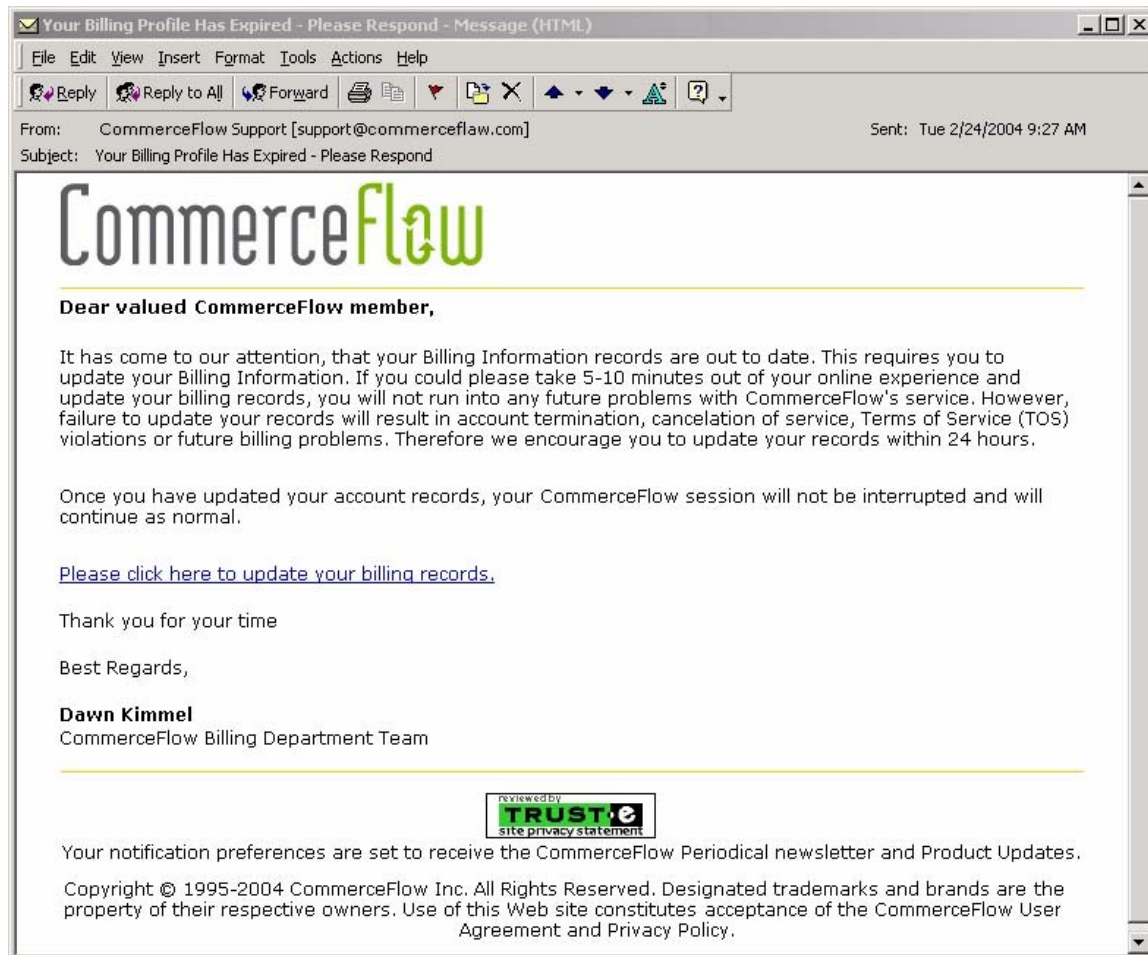 Your Billing Profile Has Expired - Please Respond - Message (HTML)
File Edit View Insert Format Tools Actions Help
Reply Reply to All Forward
From: CommerceFlow Support [support@commerceflaw.com] Sent: Tue 2/24/2004 9:27 AM
Subject: Your Billing Profile Has Expired - Please Respond
CommerceFlow
Dear valued CommerceFlow member,
It has come to our attention, that your Billing Information records are out to date. This requires you to
update your Billing Information. If you could please take 5-10 minutes out of your online experience and
update your billing records, you will not run into any future problems with CommerceFlow's service. However,
failure to update your records will result in account termination, cancelation of service, Terms of Service (TOS)
violations or future billing problems. Therefore we encourage you to update your records within 24 hours.
Once you have updated your account records, your CommerceFlow session will not be interrupted and will
continue as normal.
Please click here to update your billing records.
Thank you for your time
Best Regards,
Dawn Kimmel
CommerceFlow Billing Department Team
reviewed by
TRUST·e
site privacy statement
Your notification preferences are set to receive the CommerceFlow Periodical newsletter and Product Updates.
Copyright © 1995-2004 CommerceFlow Inc. All Rights Reserved. Designated trademarks and brands are the
property of their respective owners. Use of this Web site constitutes acceptance of the CommerceFlow User
Agreement and Privacy Policy.